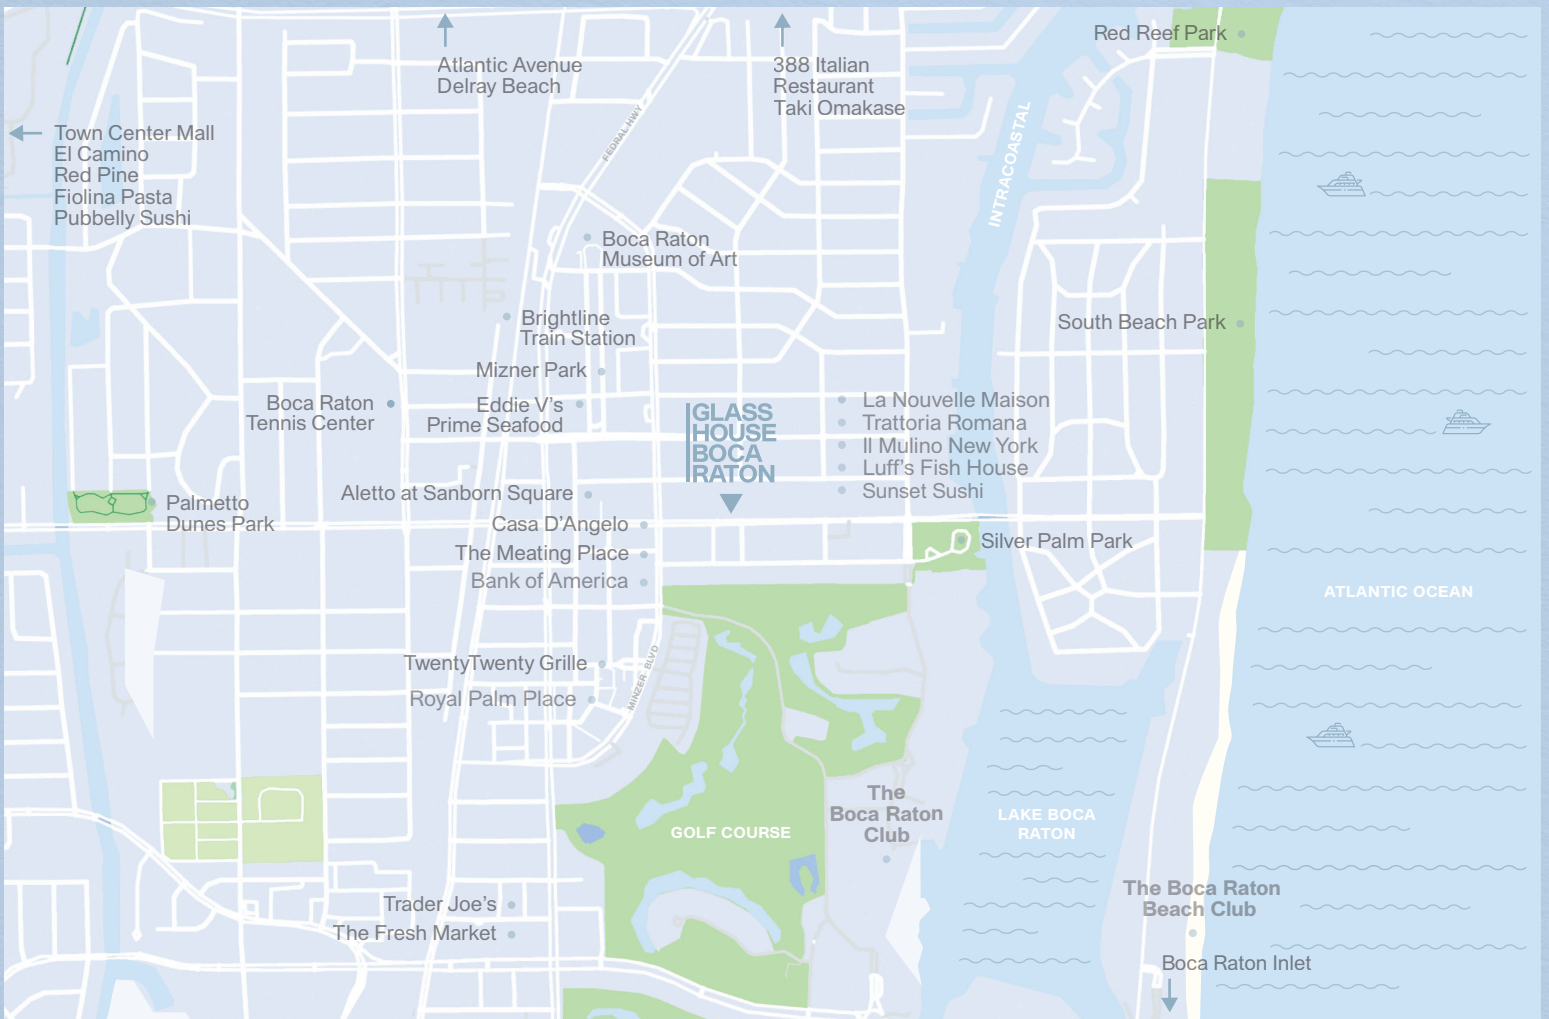 Red Reef Park
Atlantic Avenue
Delray Beach
388 Italian
Restaurant
Taki Omakase
FEDRAL HWY
INTRACOASTAL
Town Center Mall
El Camino
Red Pine
Fiolina Pasta
Pubbelly Sushi
Boca Raton
Museum of Art
Brightline
Train Station
South Beach Park
Mizner Park
Boca Raton
Tennis Center
Eddie V's
Prime Seafood
GLASS
HOUSE
BOCA
RATON
La Nouvelle Maison
Trattoria Romana
Il Mulino New York
Luff's Fish House
Sunset Sushi
Palmetto
Dunes Park
Aletto at Sanborn Square
Casa D'Angelo
The Meating Place
Bank of America
Silver Palm Park
ATLANTIC OCEAN
TwentyTwenty Grille
Royal Palm Place
MINZER BLVD
The
Boca Raton
Club
GOLF COURSE
LAKE BOCA
RATON
Trader Joe's
The Fresh Market
The Boca Raton
Beach Club
Boca Raton Inlet